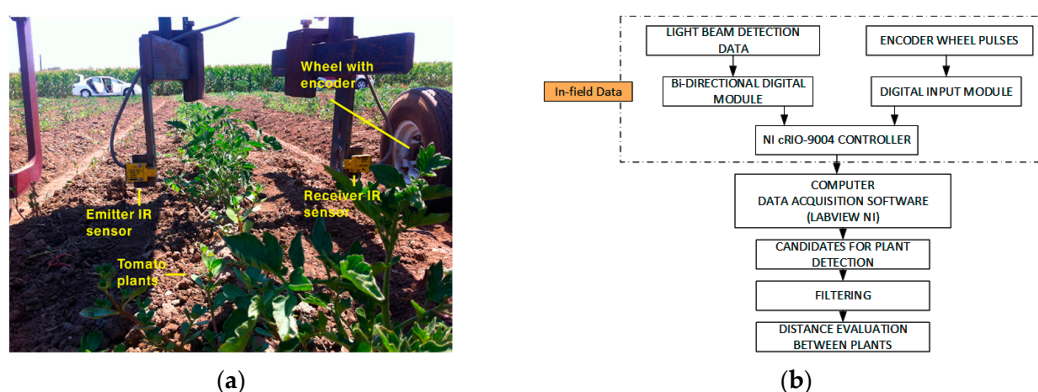 Wheel with
encoder
Emitter IR
sensor
Receiver IR
sensor
Tomato
plants
(a)
In-field Data
LIGHT BEAM DETECTION
DATA
ENCODER WHEEL PULSES
Bi-DIRECTIONAL DIGITAL
MODULE
DIGITAL INPUT MODULE
NI cRIO-9004 CONTROLLER
COMPUTER
DATA ACQUISITION SOFTWARE
(LABVIEW NI)
CANDIDATES FOR PLANT
DETECTION
FILTERING
DISTANCE EVALUATION
BETWEEN PLANTS
(b)